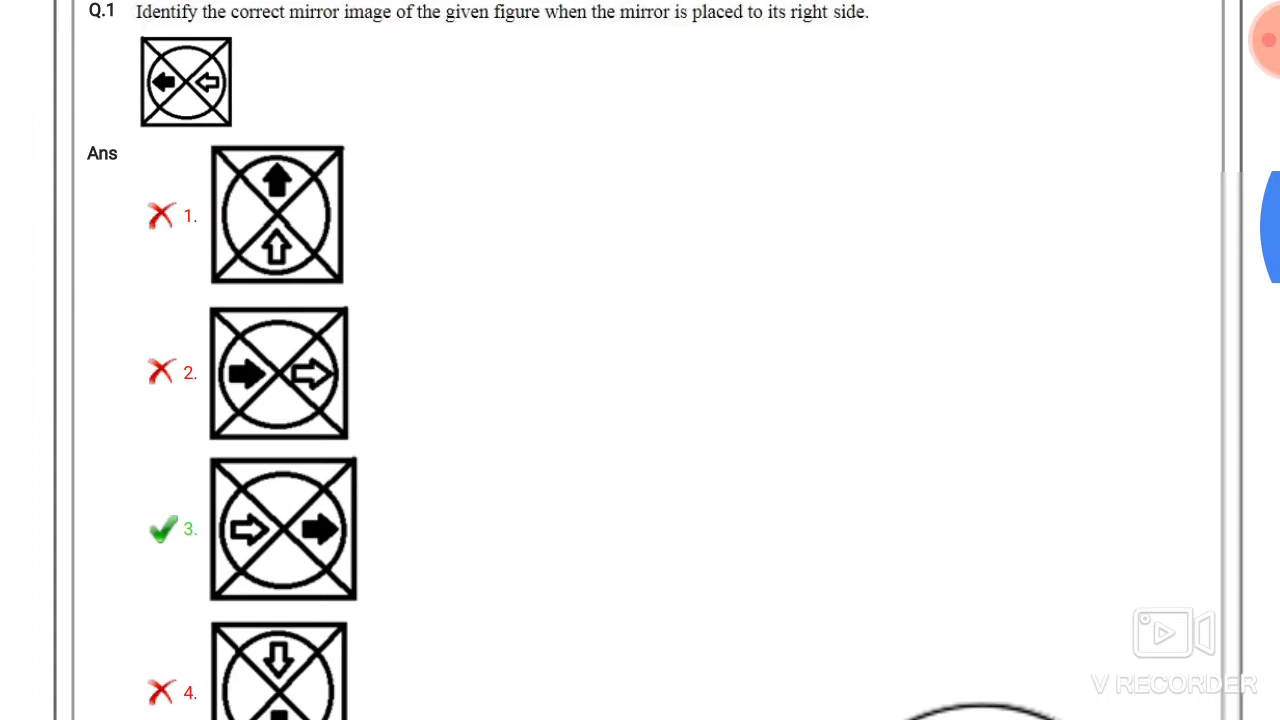 Q.1 Identify the correct mirror image of the given figure when the mirror is placed to its right side.
Ans
1.
2.
3.
4.
V RECORDER